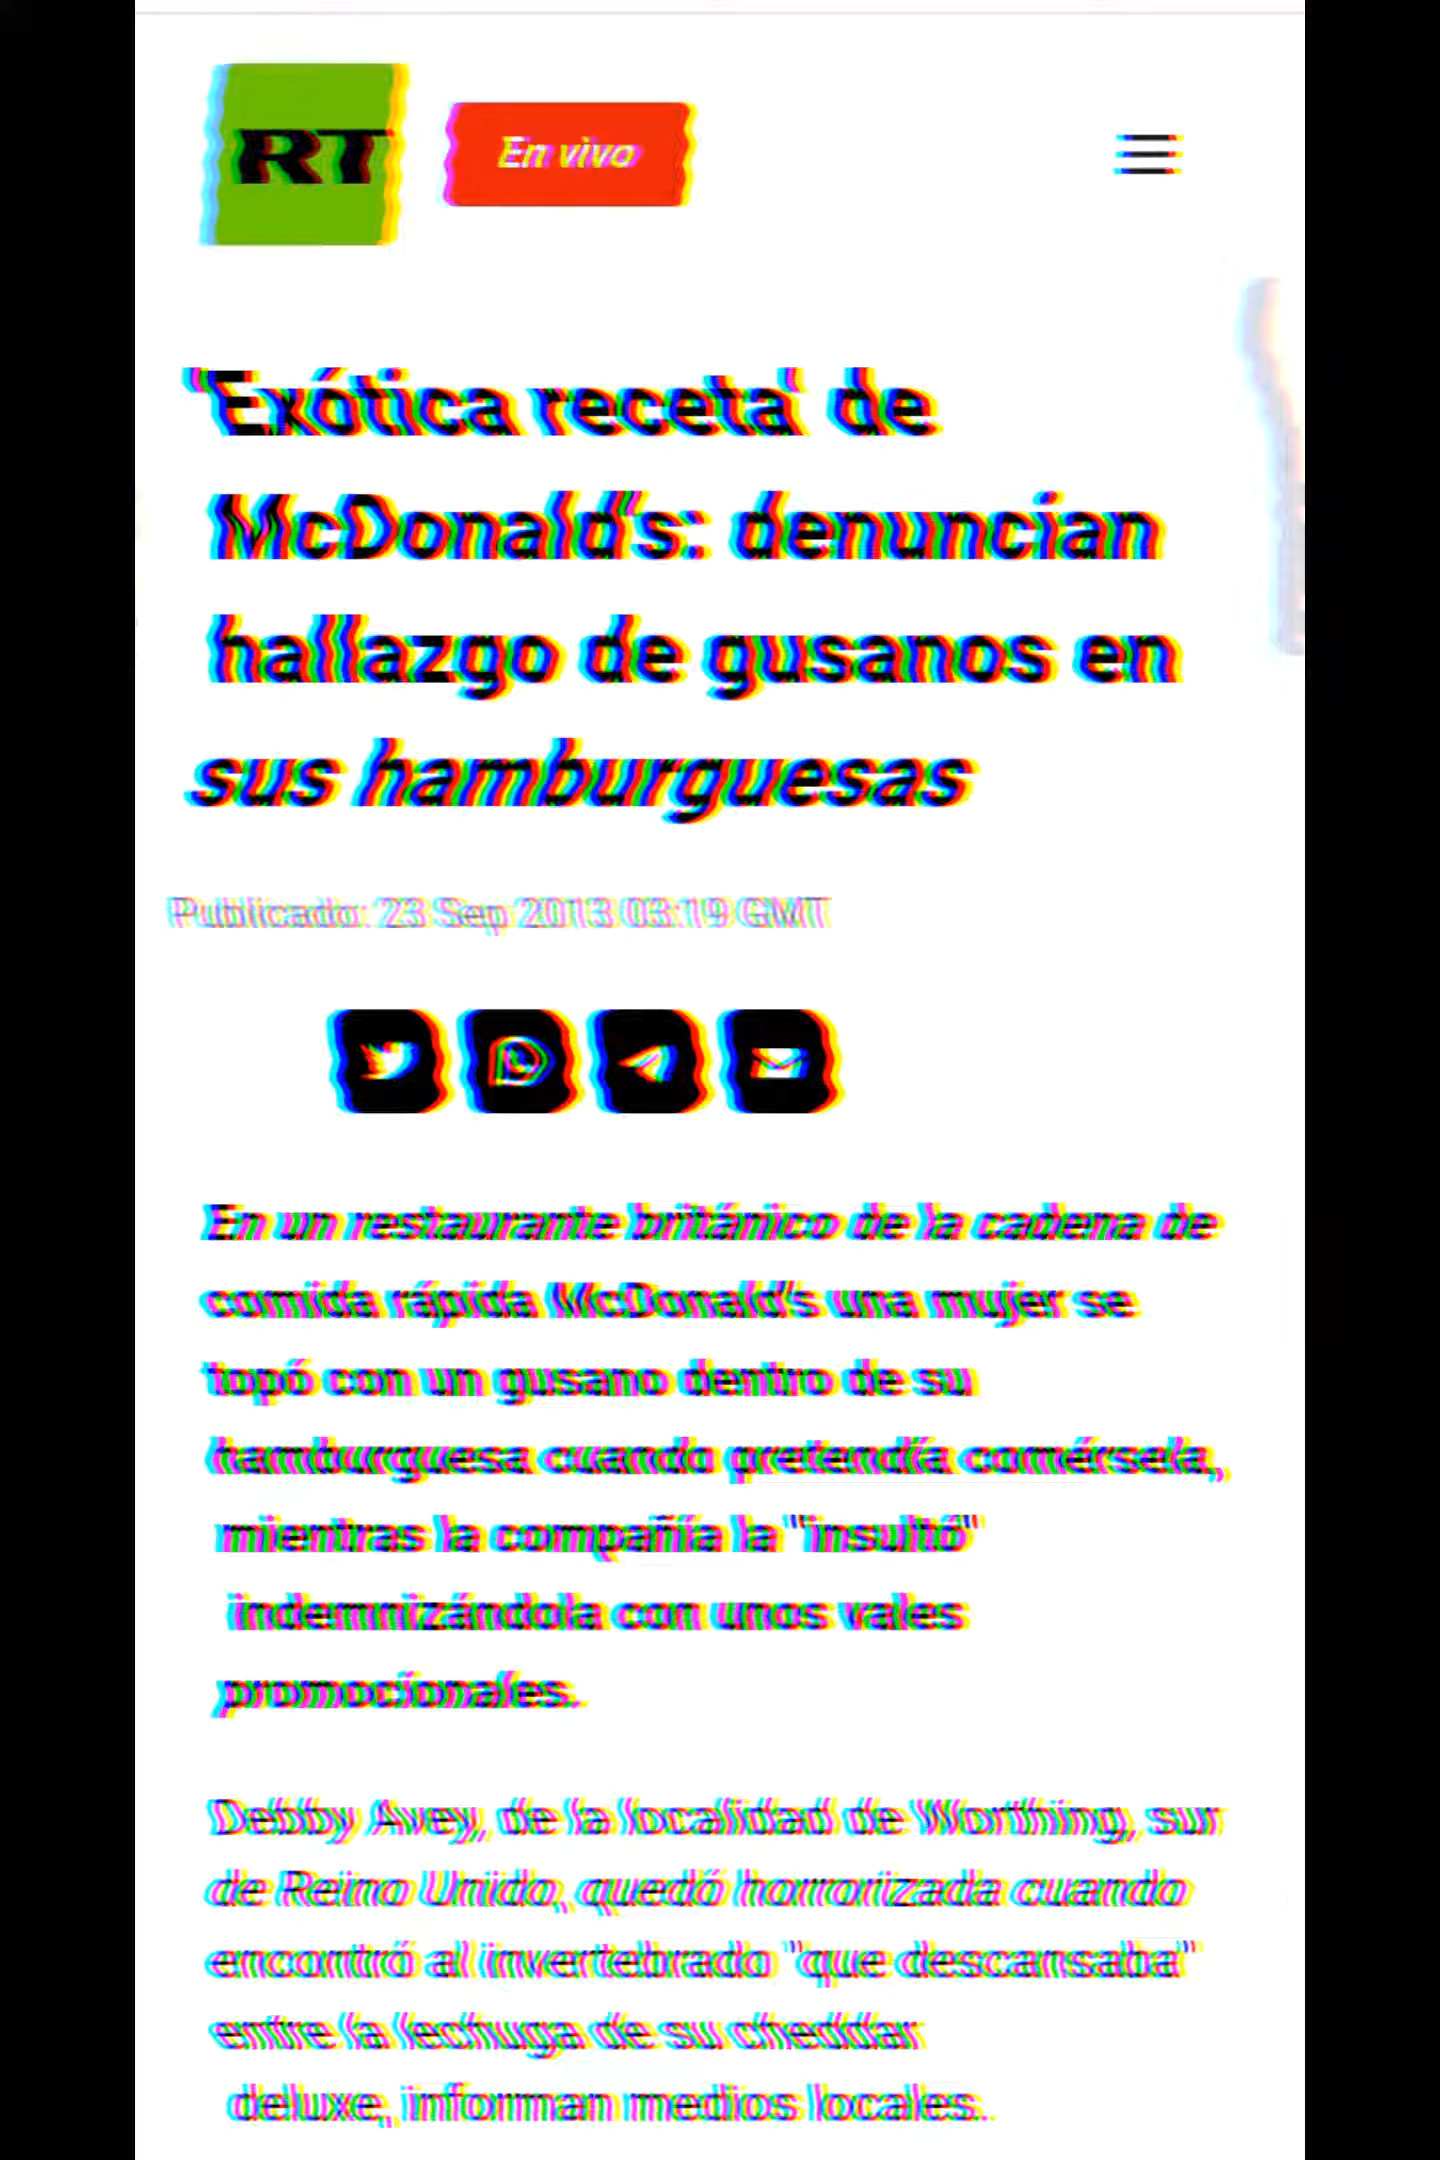 RT
En vivo
'Exótica receta' de
McDonald's: denuncian
hallazgo de gusanos en
sus hamburguesas
Publicado: 23 Sep 2013 03:19 GMT
En un restaurante británico de la cadena de
comida rápida McDonald's una mujer se
topó con un gusano dentro de su
hamburguesa cuando pretendía comérsela,
mientras la compañía la "insultó"
indemnizándola con unos vales
promocionales.
Debby Avey, de la localidad de Worthing, sur
de Reino Unido, quedó horrorizada cuando
encontró al invertebrado "que descansaba"
entre la lechuga de su cheddar
deluxe, informan medios locales.